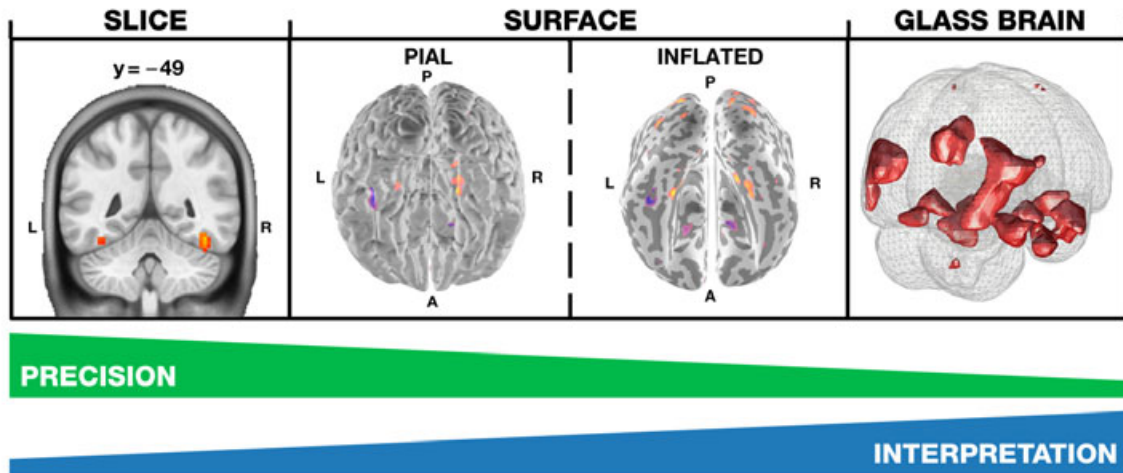 SLICE
SURFACE
GLASS BRAIN
y = −49
PIAL
INFLATED
P
P
L
R
L
R
L
R
A
A
PRECISION
INTERPRETATION